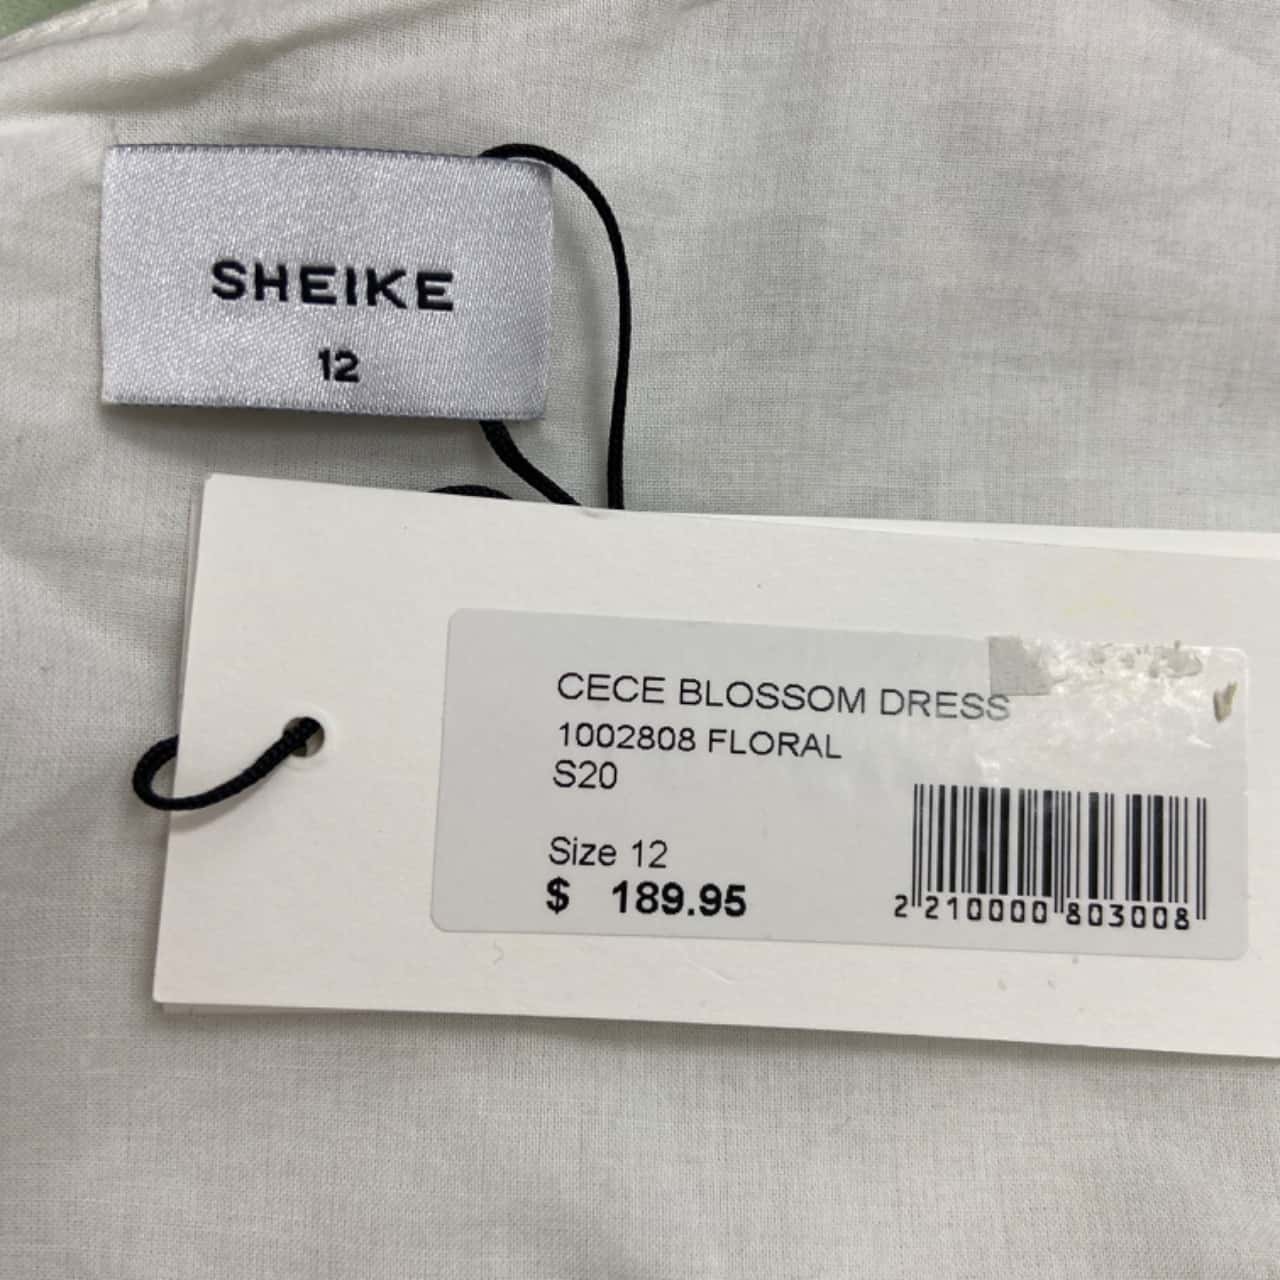 SHEIKE
12
CECE BLOSSOM DRESS
1002808 FLORAL
S20
Size 12
$ 189.95
2 210000 803008